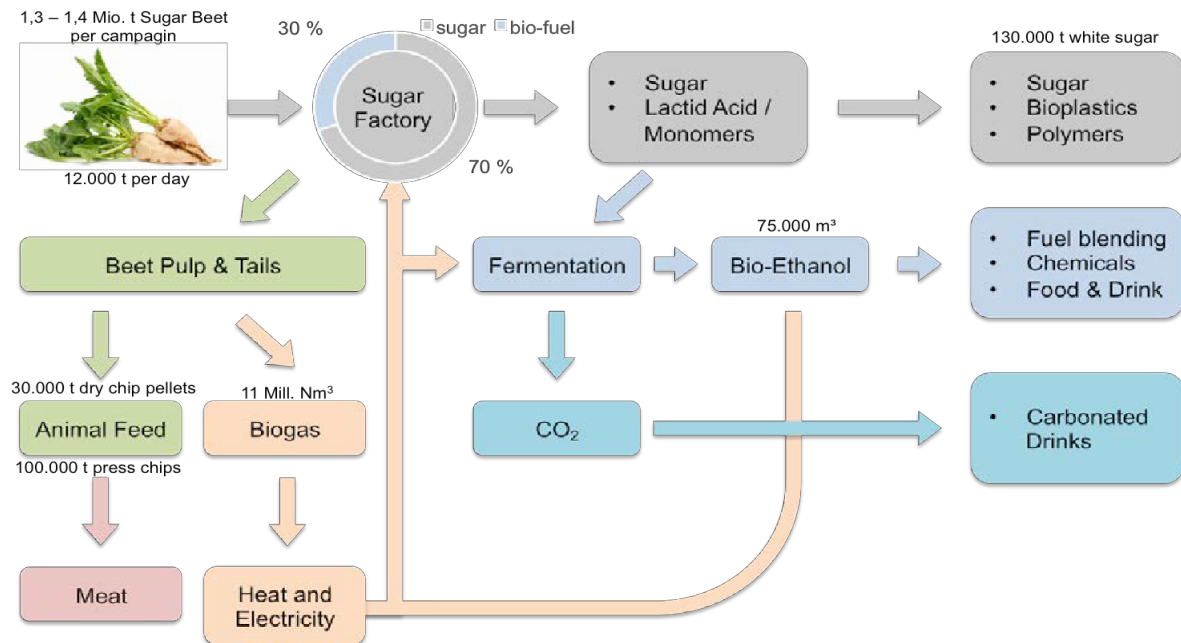 1,3 – 1,4 Mio. t Sugar Beet
per campagin
12.000 t per day
30 %
sugar
bio-fuel
Sugar
Factory
70 %
• Sugar
• Lactid Acid /
Monomers
130.000 t white sugar
• Sugar
• Bioplastics
• Polymers
Beet Pulp & Tails
Fermentation
75.000 m³
Bio-Ethanol
• Fuel blending
• Chemicals
• Food & Drink
30.000 t dry chip pellets
Animal Feed
100.000 t press chips
11 Mill. Nm³
Biogas
CO₂
• Carbonated
Drinks
Meat
Heat and
Electricity